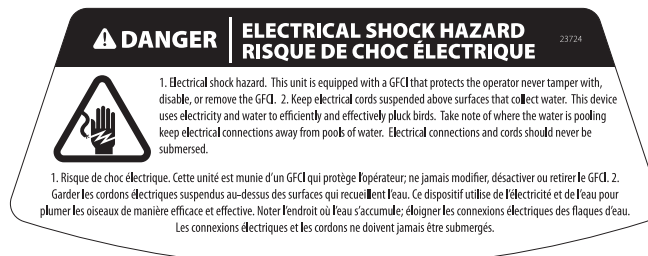 DANGER
ELECTRICAL SHOCK HAZARD
RISQUE DE CHOC ÉLECTRIQUE
23724
1. Electrical shock hazard. This unit is equipped with a GFCI that protects the operator never tamper with,
disable, or remove the GFCI. 2. Keep electrical cords suspended above surfaces that collect water. This device
uses electricity and water to efficiently and effectively pluck birds. Take note of where the water is pooling
keep electrical connections away from pools of water. Electrical connections and cords should never be
submersed.
1. Risque de choc électrique. Cette unité est munie d'un GFCI qui protège l'opérateur; ne jamais modifier, désactiver ou retirer le GFCI. 2.
Garder les cordons électriques suspendus au-dessus des surfaces qui recueillent l'eau. Ce dispositif utilise de l'électricité et de l'eau pour
plumer les oiseaux de manière efficace et effective. Noter l'endroit où l'eau s'accumule; éloigner les connexions électriques des flaques d'eau.
Les connexions électriques et les cordons ne doivent jamais être submergés.